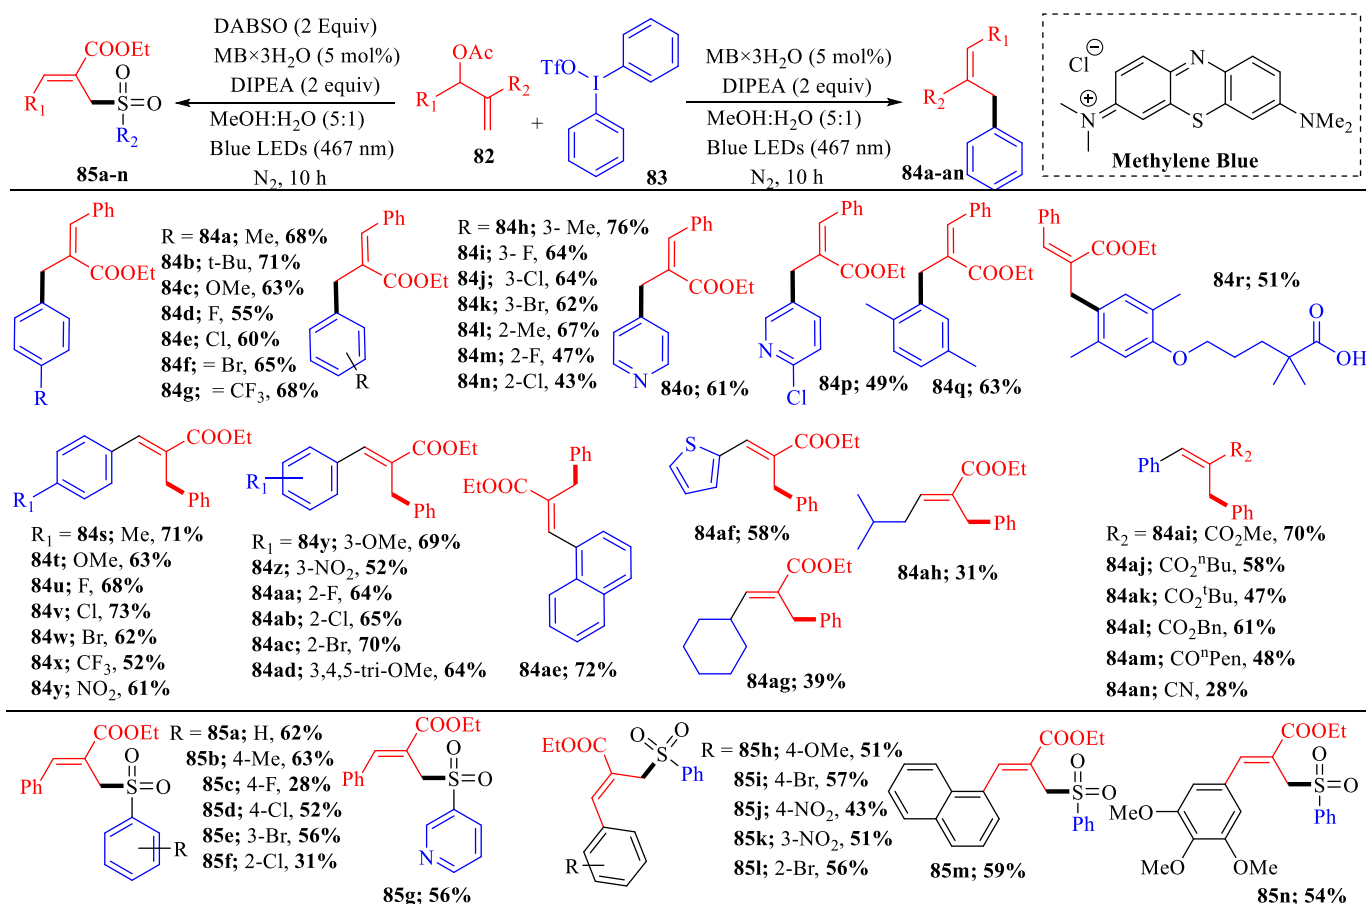 COOEt
R₁
S
O
O
R₂
85a-n
DABSO (2 Equiv)
MB×3H₂O (5 mol%)
DIPEA (2 equiv)
MeOH:H₂O (5:1)
Blue LEDs (467 nm)
N₂, 10 h
OAc
R₁
R₂
82
+
TfO
I
83
MB×3H₂O (5 mol%)
DIPEA (2 equiv)
MeOH:H₂O (5:1)
Blue LEDs (467 nm)
N₂, 10 h
R₁
R₂
84a-an
Cl⊖
N
⊕
N
S
NMe₂
Methylene Blue
Ph
COOEt
R
R = 84a; Me, 68%
84b; t-Bu, 71%
84c; OMe, 63%
84d; F, 55%
84e; Cl, 60%
84f; = Br, 65%
84g; = CF₃, 68%
Ph
COOEt
R
R = 84h; 3- Me, 76%
84i; 3- F, 64%
84j; 3-Cl, 64%
84k; 3-Br, 62%
84l; 2-Me, 67%
84m; 2-F, 47%
84n; 2-Cl, 43%
Ph
COOEt
N
84o; 61%
Ph
COOEt
N
Cl
84p; 49%
Ph
COOEt
84q; 63%
Ph
COOEt
O
O
OH
84r; 51%
COOEt
Ph
R₁
R₁ = 84s; Me, 71%
84t; OMe, 63%
84u; F, 68%
84v; Cl, 73%
84w; Br, 62%
84x; CF₃, 52%
84y; NO₂, 61%
R₁
COOEt
Ph
R₁ = 84y; 3-OMe, 69%
84z; 3-NO₂, 52%
84aa; 2-F, 64%
84ab; 2-Cl, 65%
84ac; 2-Br, 70%
84ad; 3,4,5-tri-OMe, 64%
Ph
EtOOC
84ae; 72%
S
COOEt
Ph
84af; 58%
COOEt
Ph
84ag; 39%
COOEt
Ph
84ah; 31%
Ph
R₂
Ph
R₂ = 84ai; CO₂Me, 70%
84aj; CO₂ⁿBu, 58%
84ak; CO₂ᵗBu, 47%
84al; CO₂Bn, 61%
84am; COⁿPen, 48%
84an; CN, 28%
COOEt
Ph
S
O
O
R
R = 85a; H, 62%
85b; 4-Me, 63%
85c; 4-F, 28%
85d; 4-Cl, 52%
85e; 3-Br, 56%
85f; 2-Cl, 31%
COOEt
Ph
S
O
O
N
85g; 56%
EtOOC
O
O
S
Ph
R
R = 85h; 4-OMe, 51%
85i; 4-Br, 57%
85j; 4-NO₂, 43%
85k; 3-NO₂, 51%
85l; 2-Br, 56%
COOEt
S
O
O
Ph
85m; 59%
COOEt
S
O
O
Ph
MeO
OMe
OMe
85n; 54%